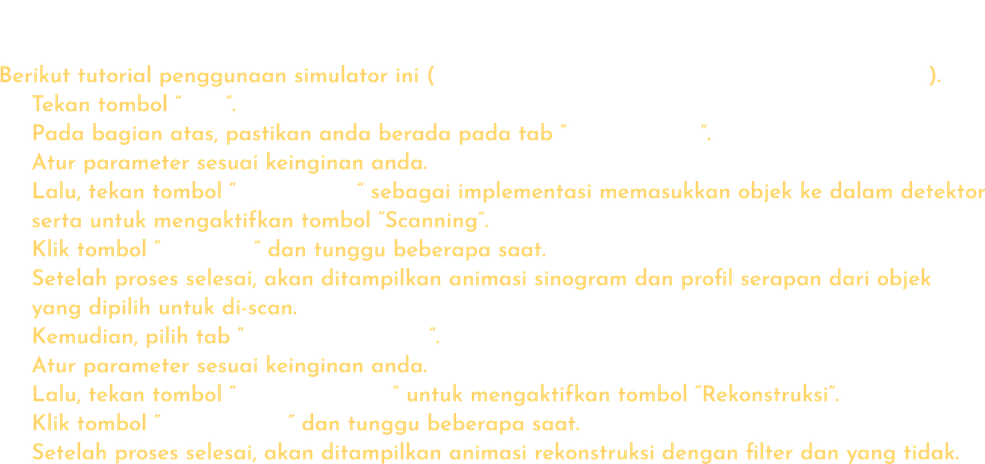 Berikut tutorial penggunaan simulator ini ( ).
Tekan tombol “ ”.
Pada bagian atas, pastikan anda berada pada tab “ ”.
Atur parameter sesuai keinginan anda.
Lalu, tekan tombol “ “ sebagai implementasi memasukkan objek ke dalam detektor
serta untuk mengaktifkan tombol “Scanning”.
Klik tombol “ “ dan tunggu beberapa saat.
Setelah proses selesai, akan ditampilkan animasi sinogram dan profil serapan dari objek
yang dipilih untuk di-scan.
Kemudian, pilih tab “ “.
Atur parameter sesuai keinginan anda.
Lalu, tekan tombol “ ” untuk mengaktifkan tombol “Rekonstruksi”.
Klik tombol “ “ dan tunggu beberapa saat.
Setelah proses selesai, akan ditampilkan animasi rekonstruksi dengan filter dan yang tidak.